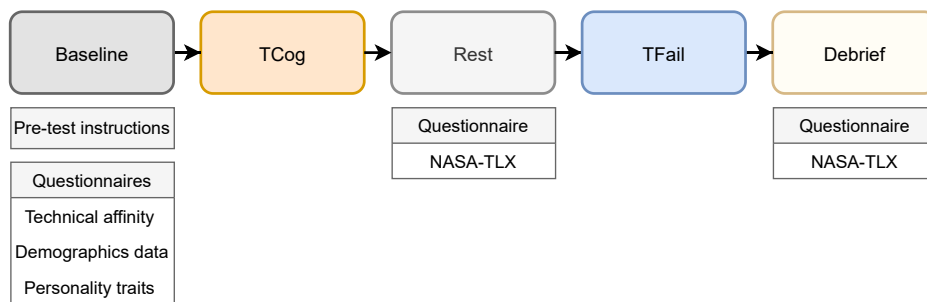 Baseline
TCog
Rest
TFail
Debrief
Pre-test instructions
Questionnaires
Technical affinity
Demographics data
Personality traits
Questionnaire
NASA-TLX
Questionnaire
NASA-TLX